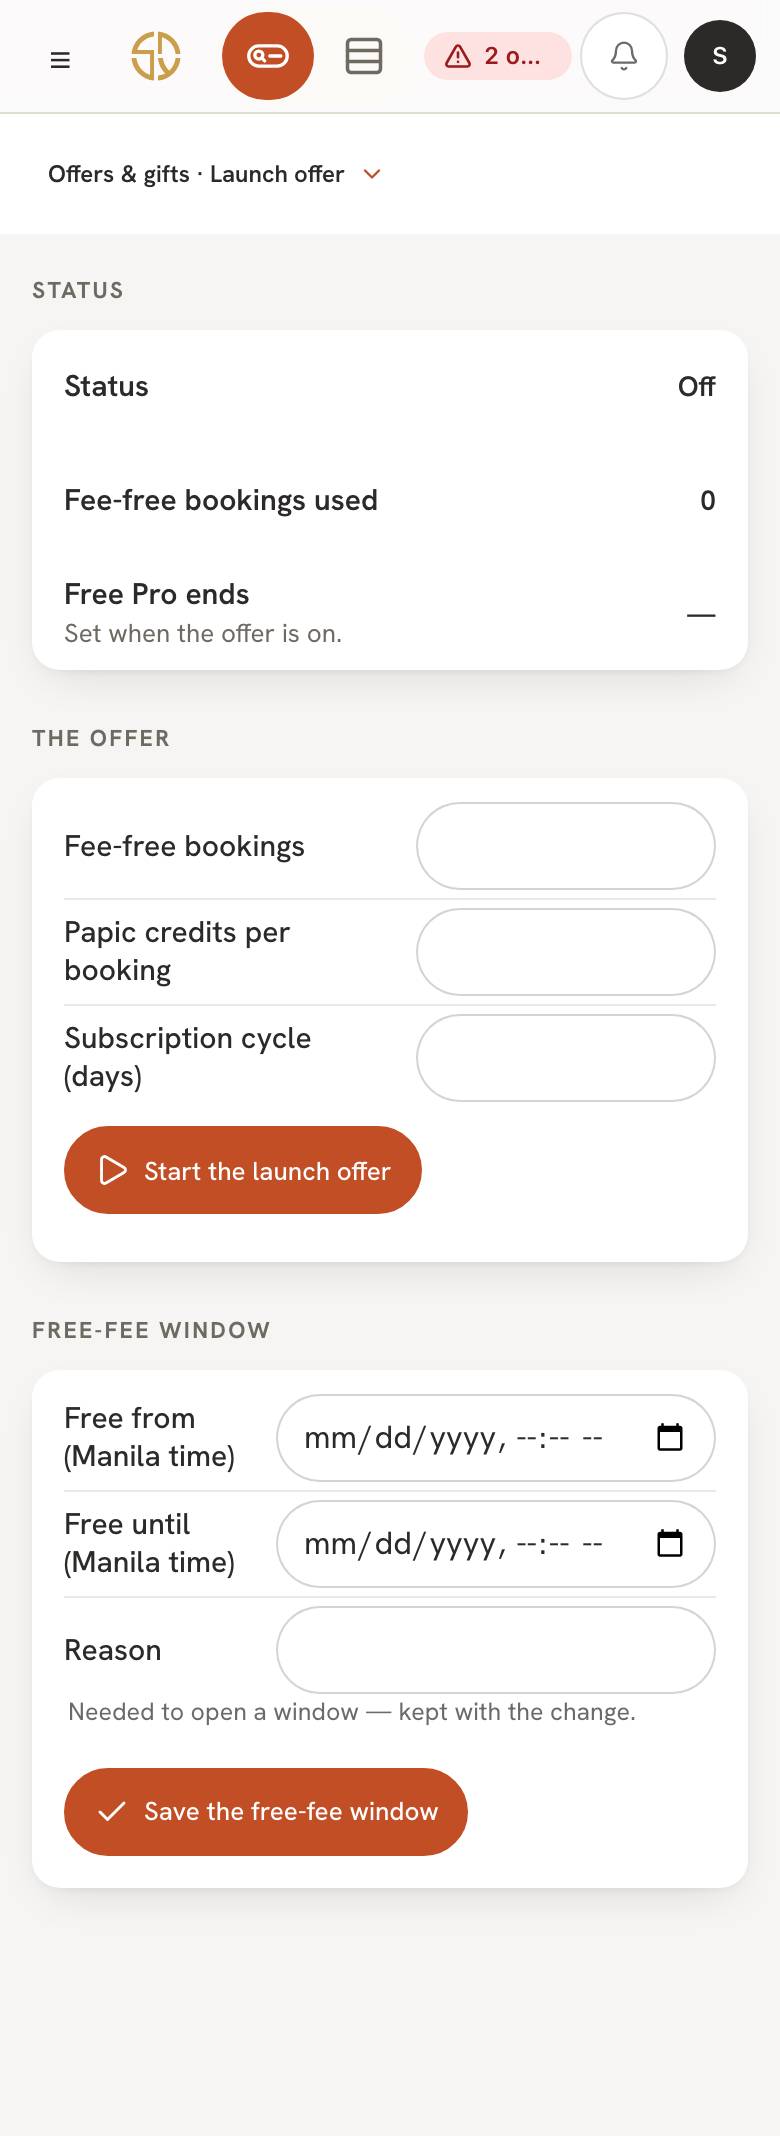 2 o...
S
Offers & gifts · Launch offer
STATUS
Status
Off
Fee-free bookings used
0
Free Pro ends
Set when the offer is on.
—
THE OFFER
Fee-free bookings
Papic credits per
booking
Subscription cycle
(days)
Start the launch offer
FREE-FEE WINDOW
Free from
(Manila time)
mm/dd/yyyy, --:-- --
Free until
(Manila time)
mm/dd/yyyy, --:-- --
Reason
Needed to open a window — kept with the change.
Save the free-fee window